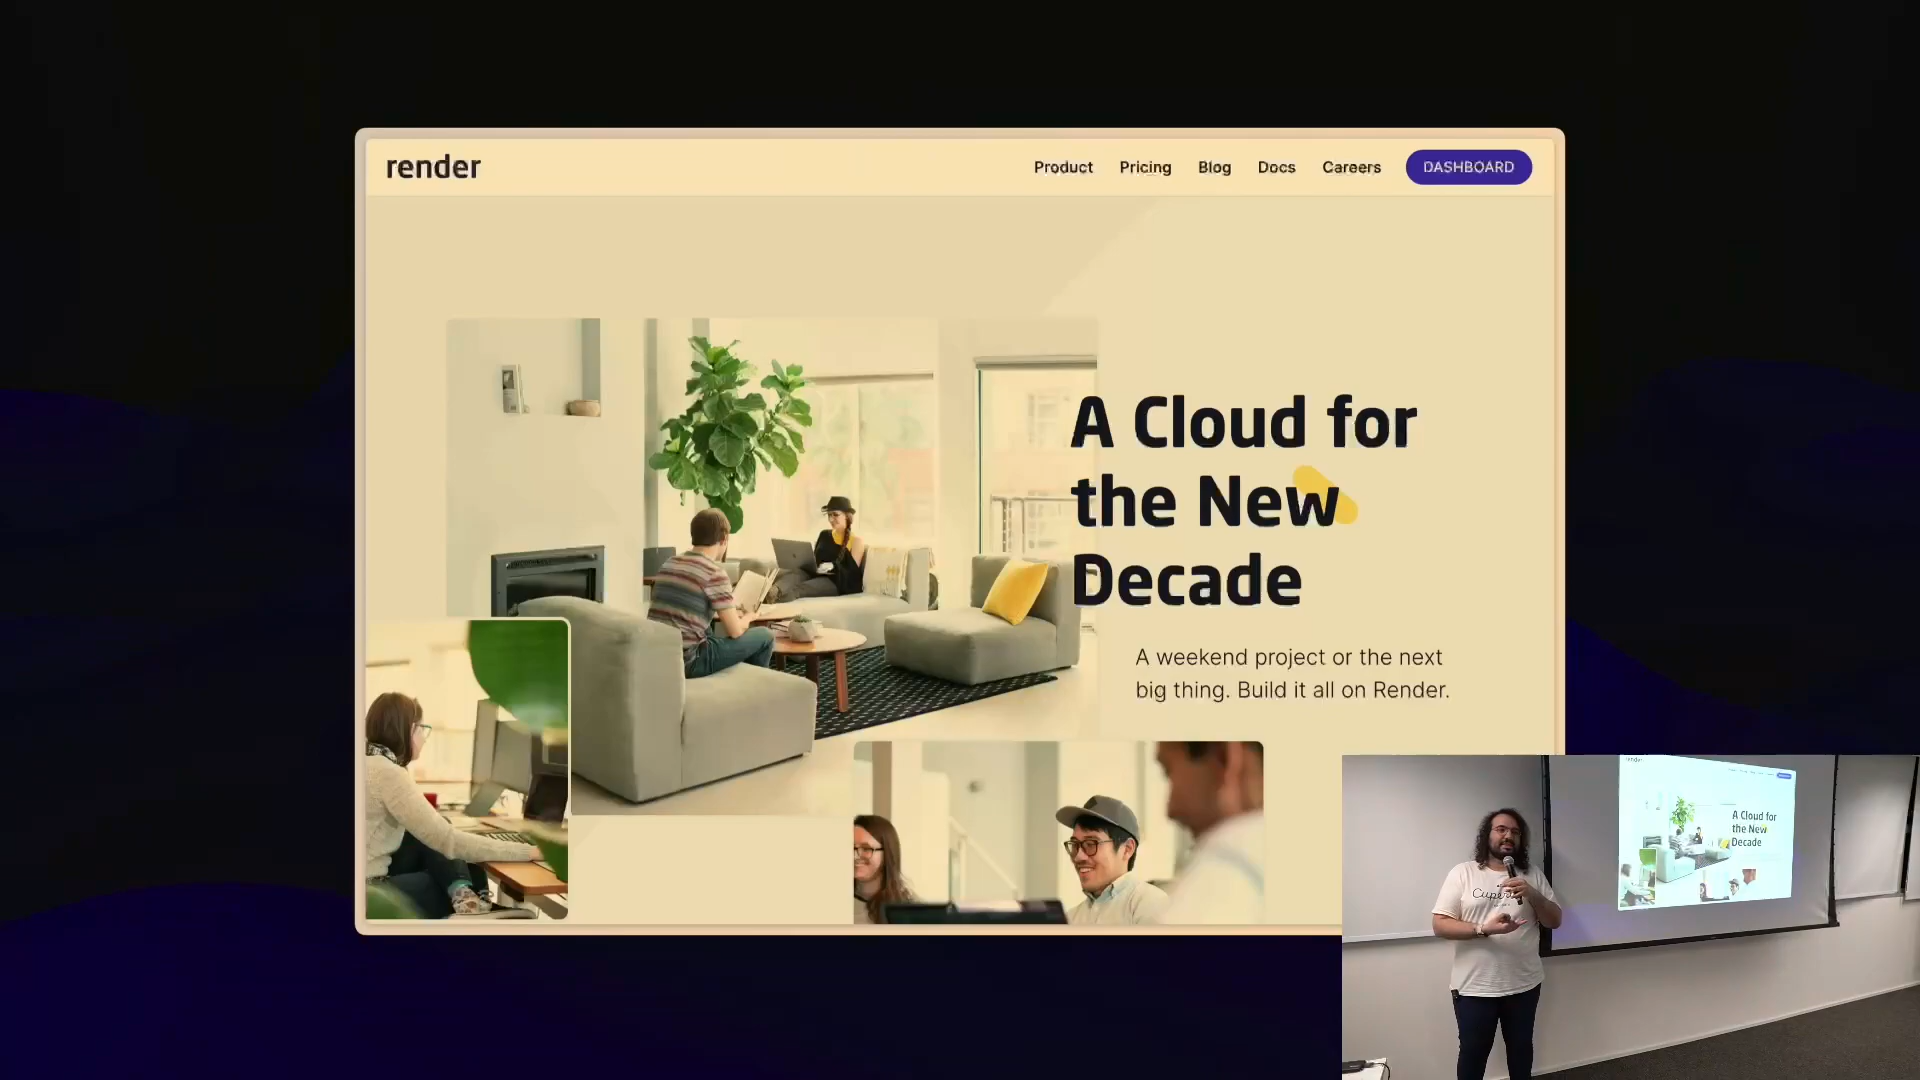 render
Product Pricing Blog Docs Careers DASHBOARD
A Cloud for
the New
Decade
A weekend project or the next
big thing. Build it all on Render.
render
A Cloud for
the New
Decade